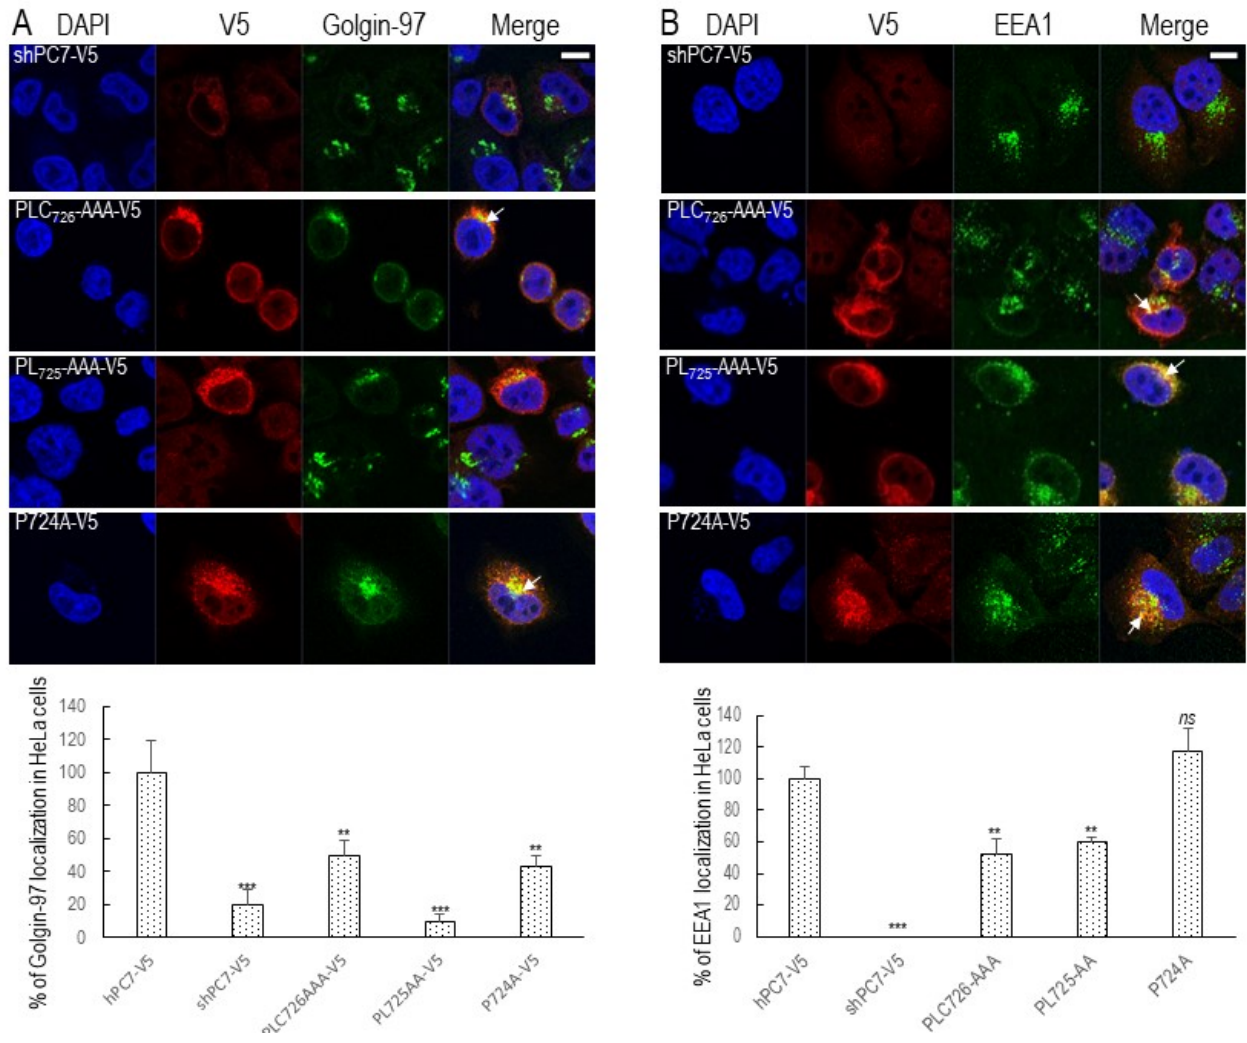 A DAPI V5 Golgin-97 Merge
shPC7-V5
PLC726-AAA-V5
PL725-AAA-V5
P724A-V5
% of Golgin-97 localization in HeLa cells
140
120
100
80
60
40
20
0
***
**
***
**
hPC7-V5
shPC7-V5
PLC726AAA-V5
PL725AA-V5
P724A-V5
B DAPI V5 EEA1 Merge
shPC7-V5
PLC726-AAA-V5
PL725-AAA-V5
P724A-V5
% of EEA1 localization in HeLa cells
140
120
100
80
60
40
20
0
***
**
**
ns
hPC7-V5
shPC7-V5
PLC726-AAA
PL725-AA
P724A